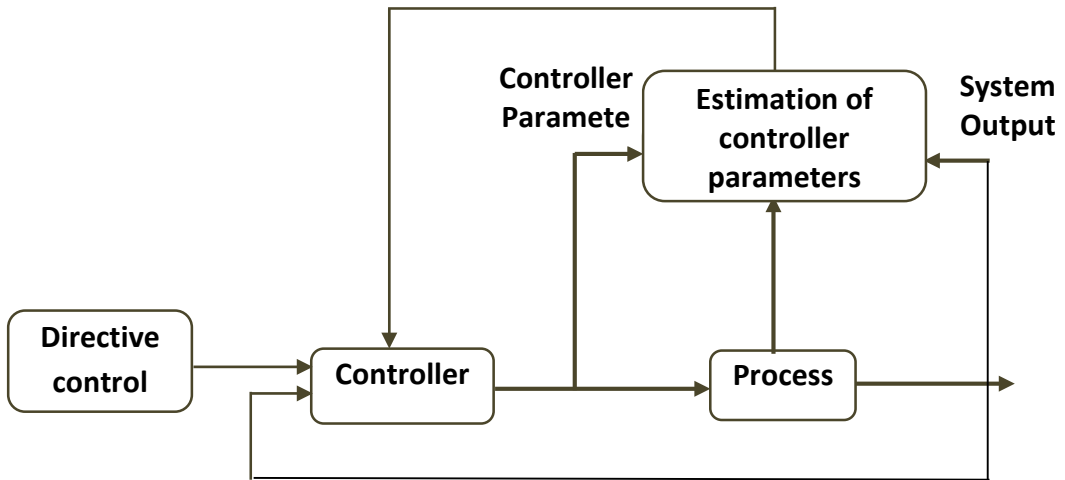 Controller
Paramete
Estimation of
controller
parameters
System
Output
Directive
control
Controller
Process